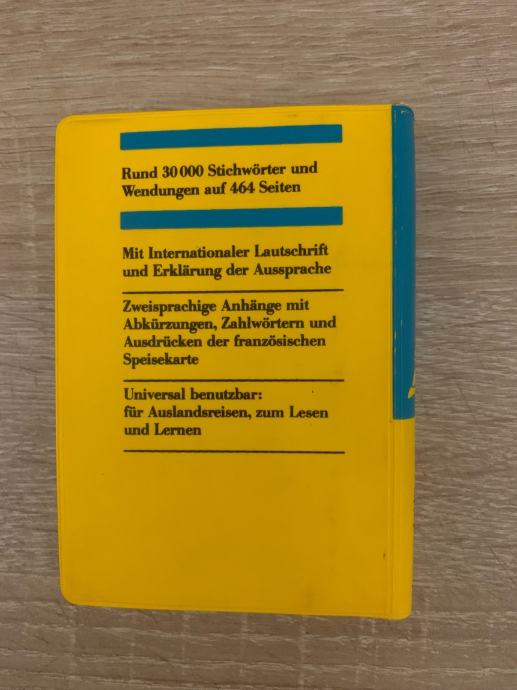 Rund 30 000 Stichwörter und
Wendungen auf 464 Seiten
Mit Internationaler Lautschrift
und Erklärung der Aussprache
Zweisprachige Anhänge mit
Abkürzungen, Zahlwörtern und
Ausdrücken der französischen
Speisekarte
Universal benutzbar:
für Auslandsreisen, zum Lesen
und Lernen